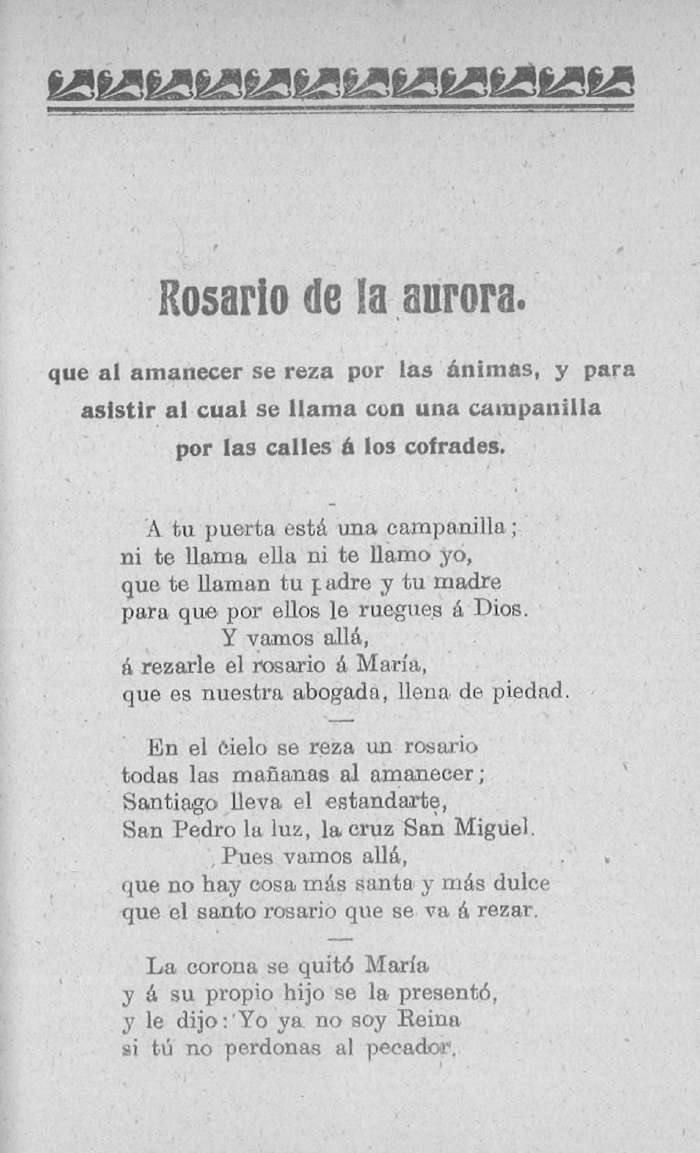 Rosario de la aurora.
que al amanecer se reza por las ánimas, y para
asistir al cual se llama con una campanilla
por las calles á los cofrades.
A tu puerta está una campanilla;
ni te llama ella ni te llamo yo,
que te llaman tu padre y tu madre
para que por ellos le ruegues á Dios.
Y vamos allá,
á rezarle el rosario á María,
que es nuestra abogada, llena de piedad.
En el cielo se reza un rosario
todas las mañanas al amanecer;
Santiago lleva el estandarte,
San Pedro la luz, la cruz San Miguel.
Pues vamos allá,
que no hay cosa más santa y más dulce
que el santo rosario que se va á rezar.
La corona se quitó María
y á su propio hijo se la presentó,
y le dijo: Yo ya no soy Reina
si tú no perdonas al pecador.